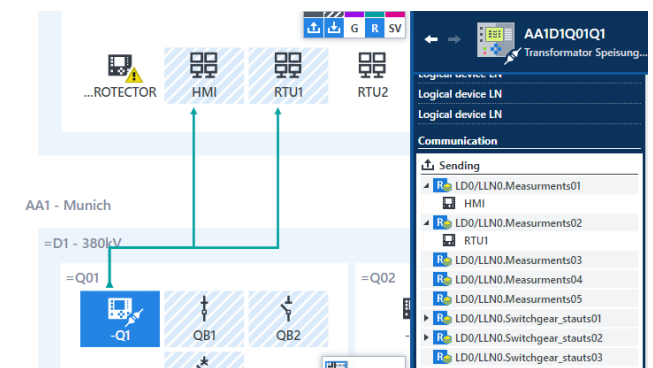 G R SV
...ROTECTOR HMI RTU1 RTU2
AA1 - Munich
=D1 - 380kV
=Q01
=Q02
-Q1 QB1 QB2
AA1D1Q01Q1
Transformator Speisung...
Logical device LN
Logical device LN
Logical device LN
Communication
Sending
R LD0/LLN0.Measurments01
HMI
R LD0/LLN0.Measurments02
RTU1
R LD0/LLN0.Measurments03
R LD0/LLN0.Measurments04
R LD0/LLN0.Measurments05
R LD0/LLN0.Switchgear_stauts01
R LD0/LLN0.Switchgear_stauts02
R LD0/LLN0.Switchgear_stauts03